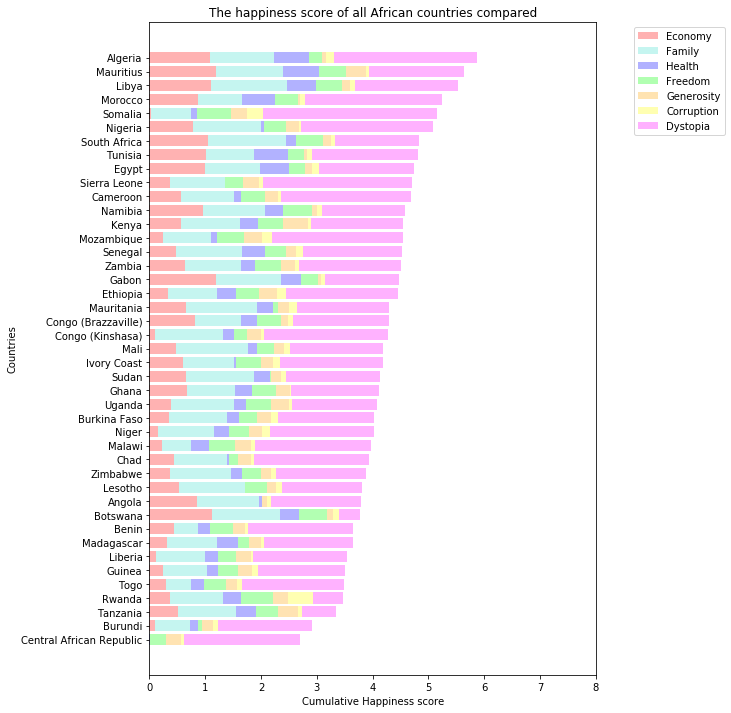 The happiness score of all African countries compared
Economy
Family
Health
Freedom
Generosity
Corruption
Dystopia
Countries
Algeria
Mauritius
Libya
Morocco
Somalia
Nigeria
South Africa
Tunisia
Egypt
Sierra Leone
Cameroon
Namibia
Kenya
Mozambique
Senegal
Zambia
Gabon
Ethiopia
Mauritania
Congo (Brazzaville)
Congo (Kinshasa)
Mali
Ivory Coast
Sudan
Ghana
Uganda
Burkina Faso
Niger
Malawi
Chad
Zimbabwe
Lesotho
Angola
Botswana
Benin
Madagascar
Liberia
Guinea
Togo
Rwanda
Tanzania
Burundi
Central African Republic
0 1 2 3 4 5 6 7 8
Cumulative Happiness score